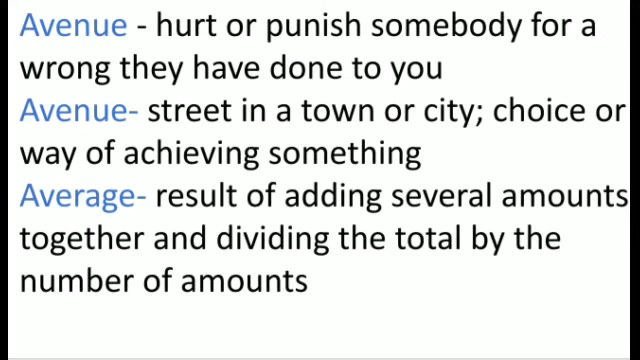 Avenue - hurt or punish somebody for a
wrong they have done to you
Avenue- street in a town or city; choice or
way of achieving something
Average- result of adding several amounts
together and dividing the total by the
number of amounts